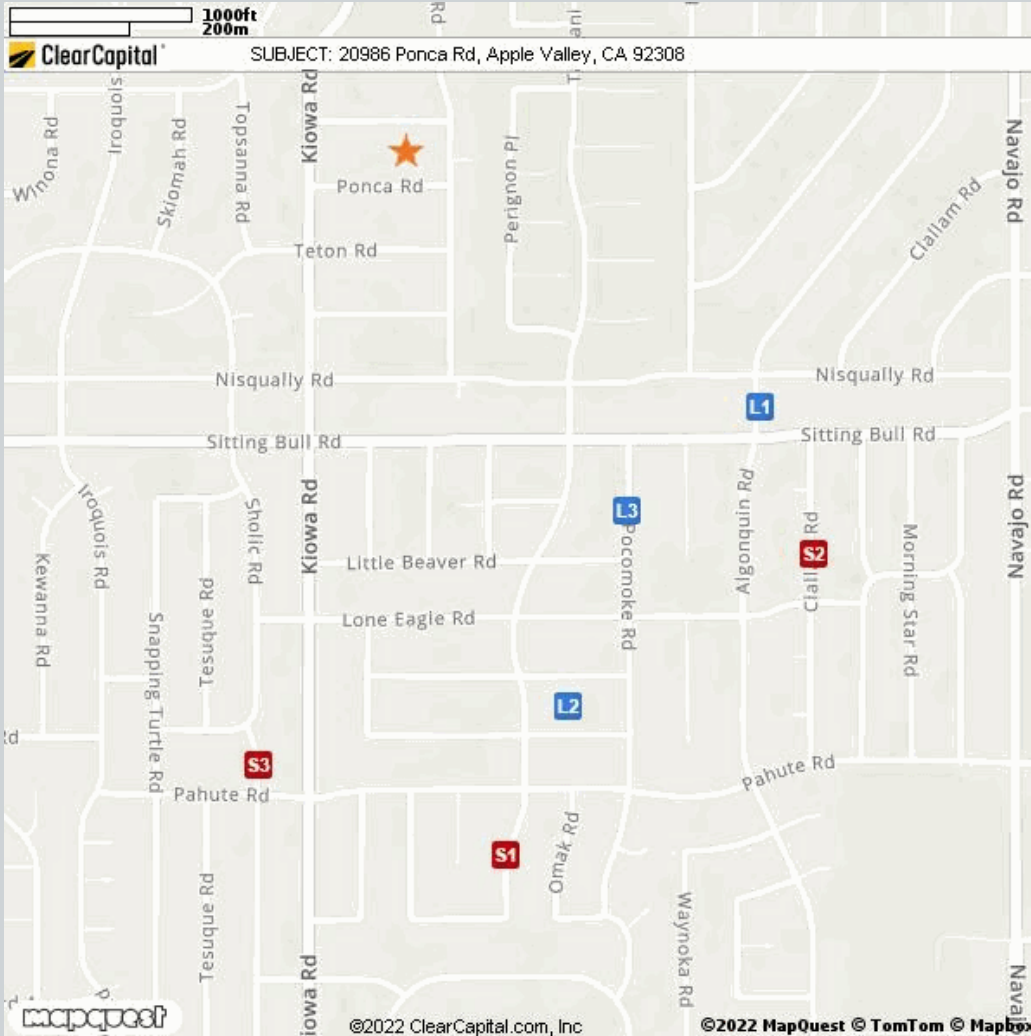 1000ft
200m
ClearCapital
SUBJECT: 20986 Ponca Rd, Apple Valley, CA 92308
Rd
Kiowa Rd
Iroquois
Topsanna Rd
Winona Rd
Skiomah Rd
Ponca Rd
Perignon Pl
Navajo Rd
Clallam Rd
Teton Rd
Nisqually Rd
Nisqually Rd
L1
Sitting Bull Rd
Sitting Bull Rd
Iroquois Rd
Sholic Rd
Kiowa Rd
L3
Pocomoke Rd
Algonquin Rd
S2
Rd
Morning Star Rd
Navajo Rd
Kewanna Rd
Little Beaver Rd
Lone Eagle Rd
Tesuque Rd
Snapping Turtle Rd
L2
Rd
S3
Pahute Rd
Pahute Rd
S1
Omak Rd
Tesuque Rd
Waynoka Rd
Kiowa Rd
mapquest
©2022 ClearCapital.com, Inc
©2022 MapQuest © TomTom © Mapbox